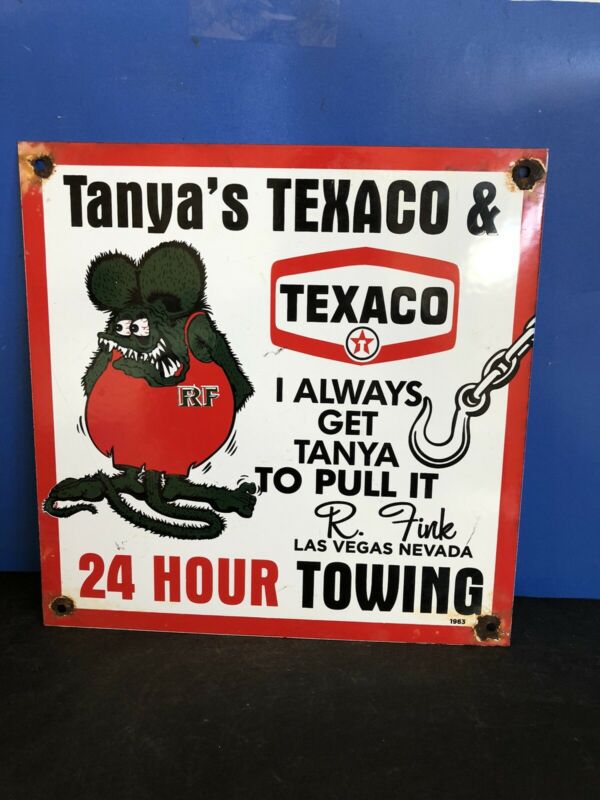 Tanya's TEXACO &
TEXACO
T
RF
I ALWAYS
GET
TANYA
TO PULL IT
R. Fink
LAS VEGAS NEVADA
24 HOUR TOWING
1963